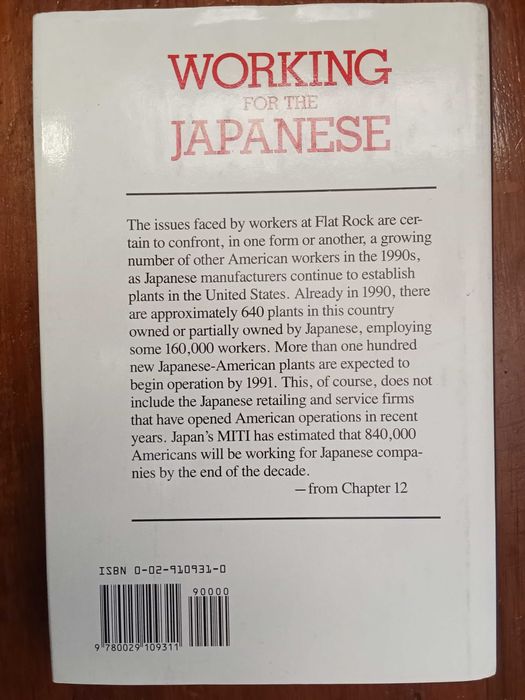 WORKING
FOR THE
JAPANESE
The issues faced by workers at Flat Rock are cer-
tain to confront, in one form or another, a growing
number of other American workers in the 1990s,
as Japanese manufacturers continue to establish
plants in the United States. Already in 1990, there
are approximately 640 plants in this country
owned or partially owned by Japanese, employing
some 160,000 workers. More than one hundred
new Japanese-American plants are expected to
begin operation by 1991. This, of course, does not
include the Japanese retailing and service firms
that have opened American operations in recent
years. Japan's MITI has estimated that 840,000
Americans will be working for Japanese compa-
nies by the end of the decade.
—from Chapter 12
ISBN 0-02-910931-0
90000
9 780029 109311